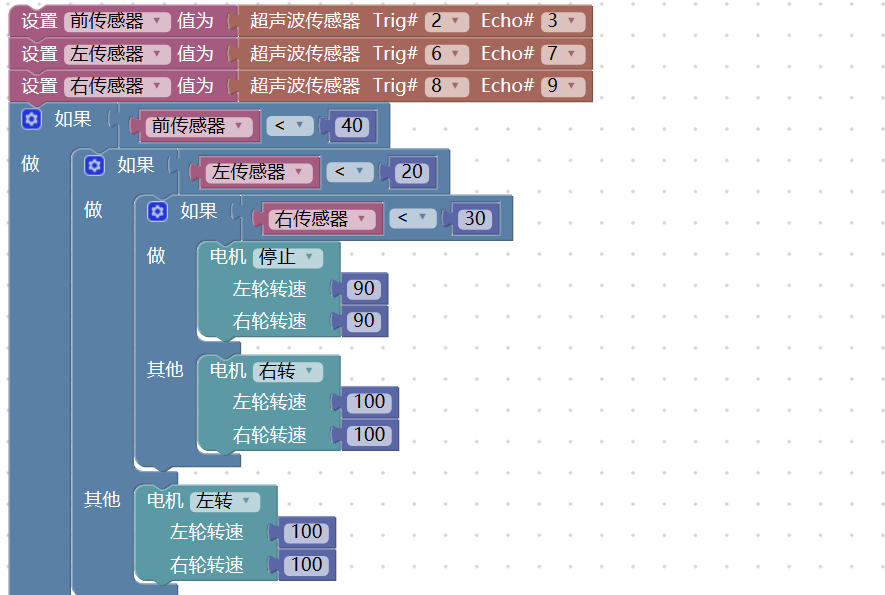 设置 前传感器 值为 超声波传感器 Trig# 2 Echo# 3
设置 左传感器 值为 超声波传感器 Trig# 6 Echo# 7
设置 右传感器 值为 超声波传感器 Trig# 8 Echo# 9
如果 前传感器 < 40
做 如果 左传感器 < 20
做 如果 右传感器 < 30
做 电机 停止
左轮转速 90
右轮转速 90
其他 电机 右转
左轮转速 100
右轮转速 100
其他 电机 左转
左轮转速 100
右轮转速 100